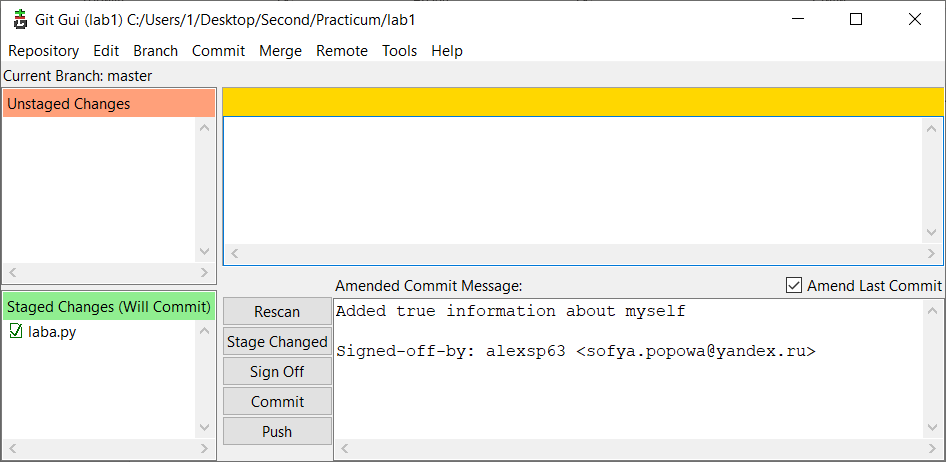 Git Gui (lab1) C:/Users/1/Desktop/Second/Practicum/lab1
Repository Edit Branch Commit Merge Remote Tools Help
Current Branch: master
Unstaged Changes
Staged Changes (Will Commit)
laba.py
Rescan
Stage Changed
Sign Off
Commit
Push
Amended Commit Message:
Amend Last Commit
Added true information about myself
Signed-off-by: alexsp63 <sofya.popowa@yandex.ru>